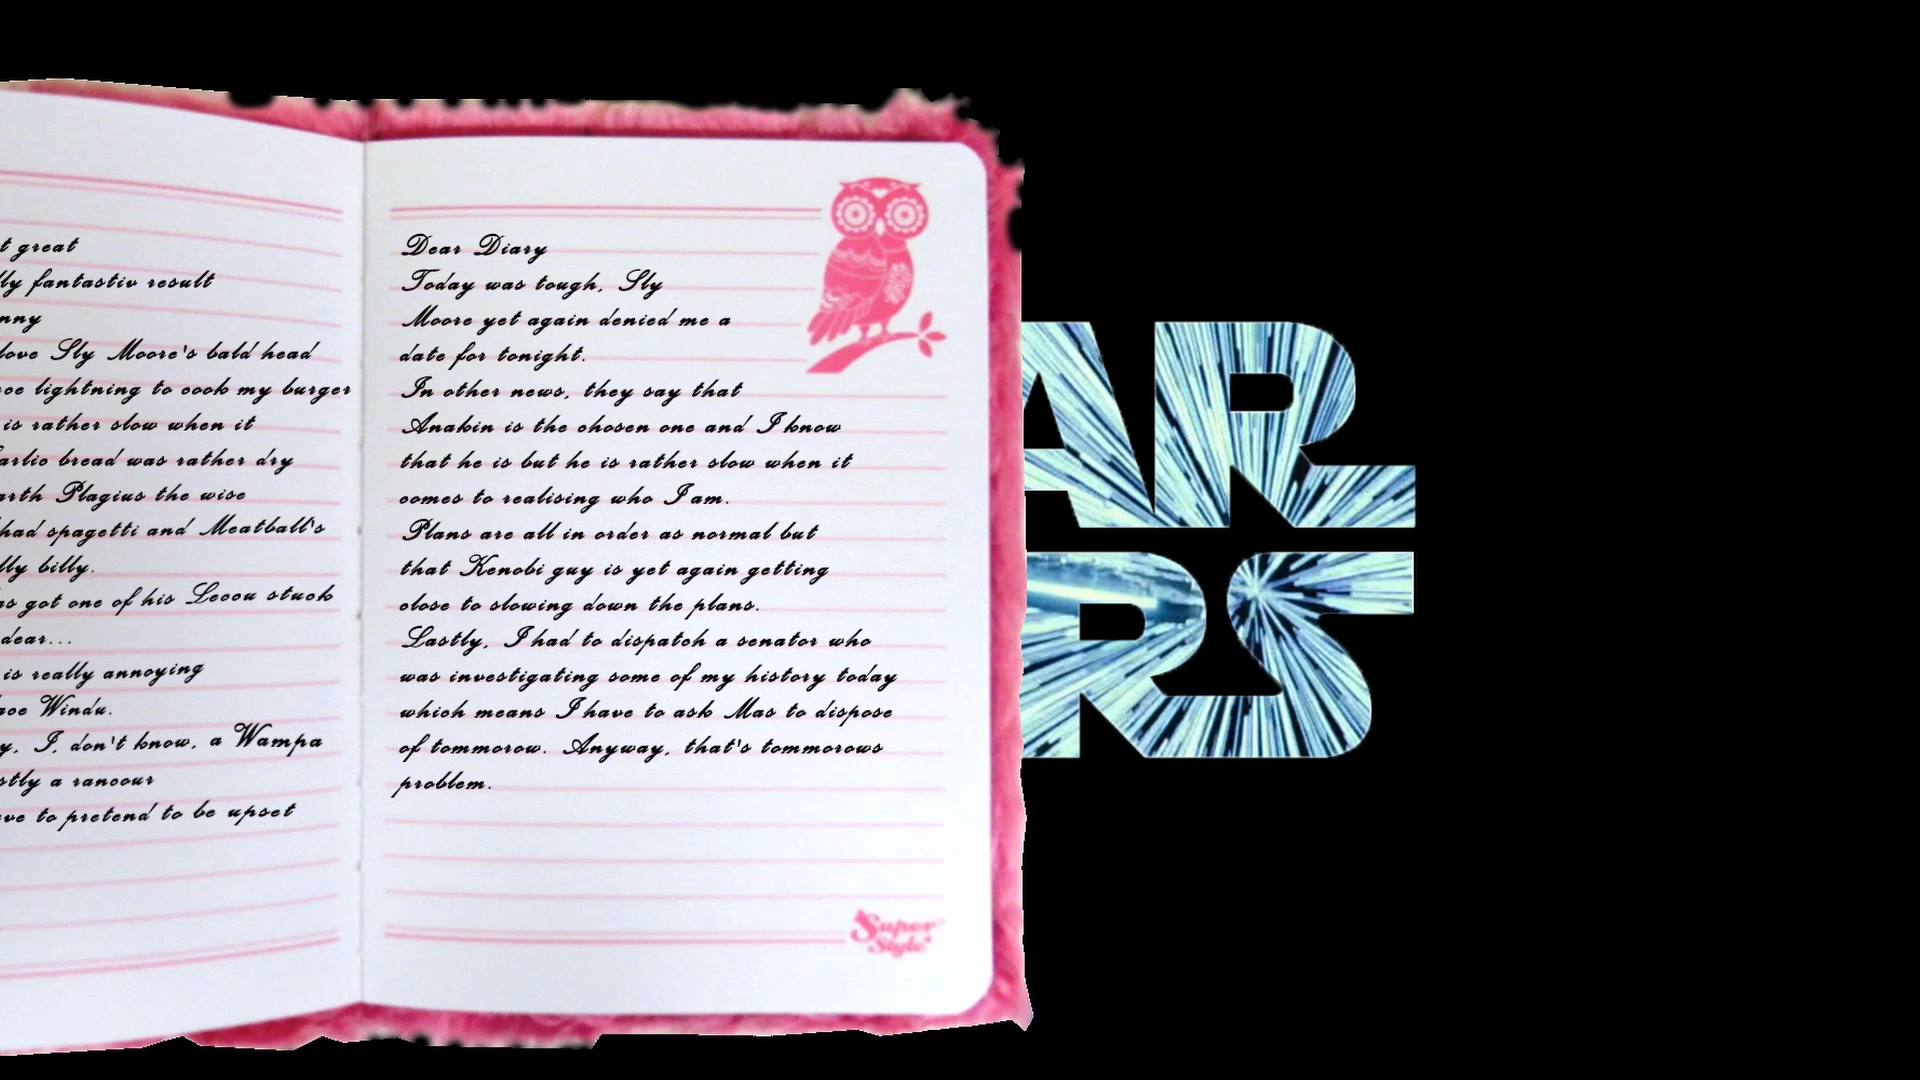 t great
lly fantastiv result
nny
love Sly Moore's bald head
rce lightning to cook my burger
is rather slow when it
arlic bread was rather dry
arth Plagius the wise
had spagetti and Meatball's
lly billy.
as got one of his Leoou stuck
dear...
is really annoying
ace Windu.
y, I, don't know, a Wampa
stly a rancour
ve to pretend to be upset
Dear Diary
Today was tough, Sly
Moore yet again denied me a
date for tonight.
In other news, they say that
Anakin is the chosen one and I know
that he is but he is rather slow when it
comes to realising who I am.
Plans are all in order as normal but
that Kenobi guy is yet again getting
close to slowing down the plans.
Lastly, I had to dispatch a senator who
was investigating some of my history today
which means I have to ask Mas to dispose
of tommorow. Anyway, that's tommorows
problem.
Super
Style
AR
RS